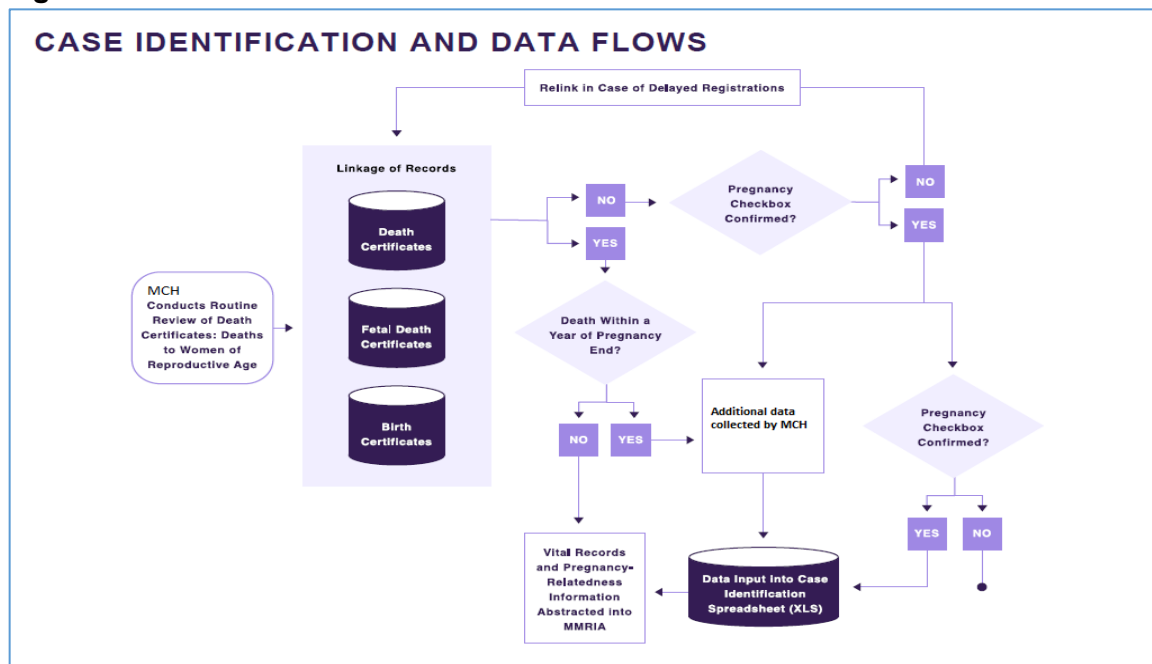 CASE IDENTIFICATION AND DATA FLOWS
Relink in Case of Delayed Registrations
Linkage of Records
Death
Certificates
Fetal Death
Certificates
Birth
Certificates
MCH
Conducts Routine
Review of Death
Certificates: Deaths
to Women of
Reproductive Age
NO
YES
Pregnancy
Checkbox
Confirmed?
NO
YES
Death Within a
Year of Pregnancy
End?
NO
YES
Additional data
collected by MCH
Pregnancy
Checkbox
Confirmed?
YES
NO
Vital Records
and Pregnancy-
Relatedness
Information
Abstracted into
MMRIA
Data Input into Case
Identification
Spreadsheet (XLS)